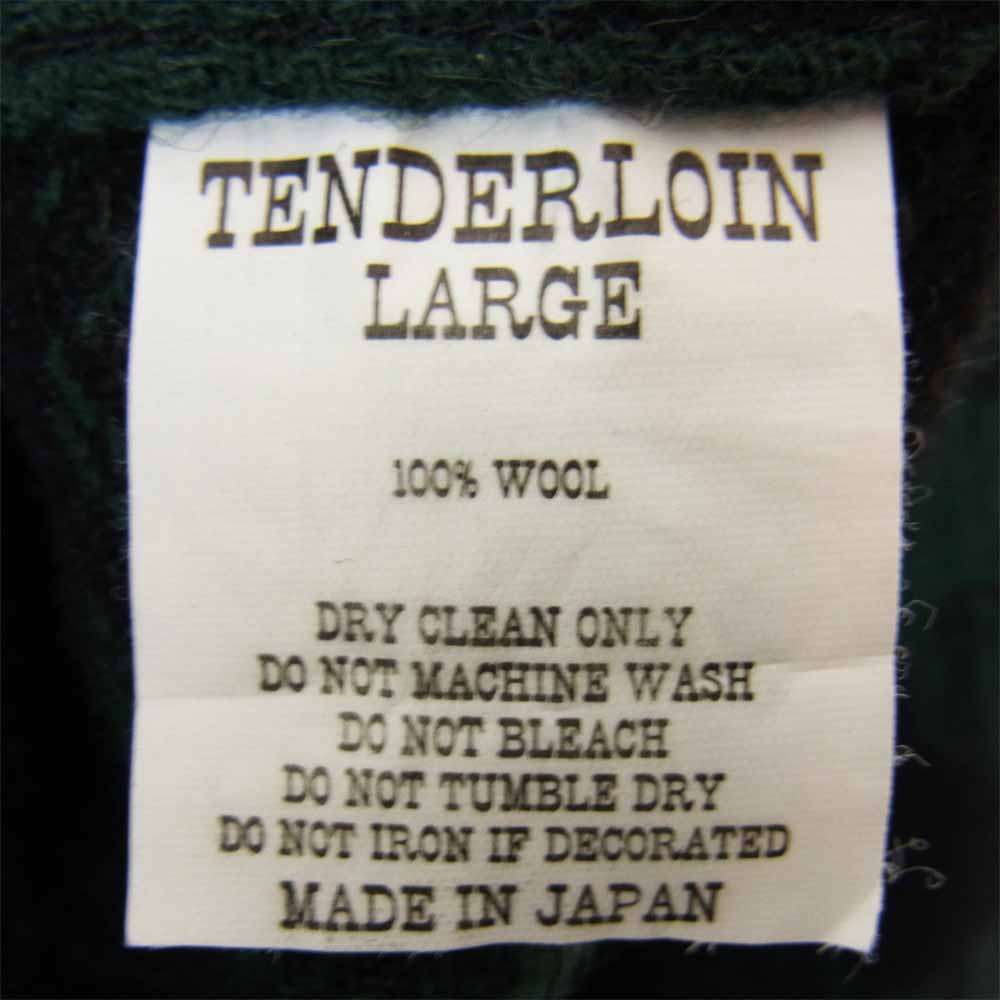 TENDERLOIN
LARGE
100% WOOL
DRY CLEAN ONLY
DO NOT MACHINE WASH
DO NOT BLEACH
DO NOT TUMBLE DRY
DO NOT IRON IF DECORATED
MADE IN JAPAN